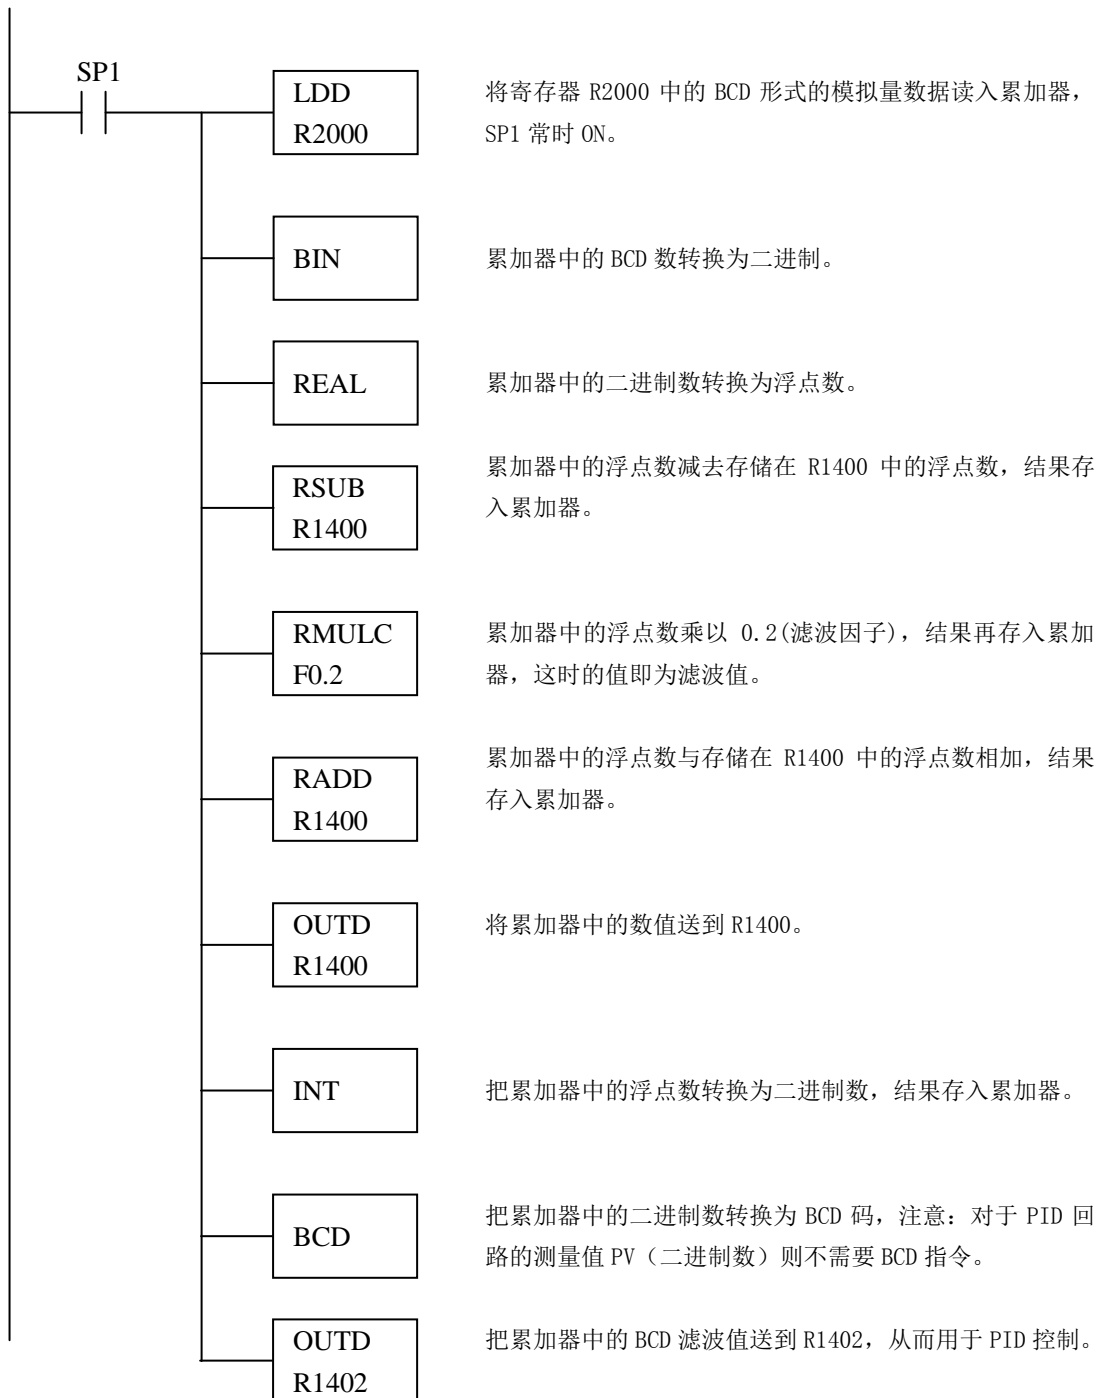 SP1
LDD
R2000
将寄存器 R2000 中的 BCD 形式的模拟量数据读入累加器，
SP1 常时 ON。
BIN
累加器中的 BCD 数转换为二进制。
REAL
累加器中的二进制数转换为浮点数。
RSUB
R1400
累加器中的浮点数减去存储在 R1400 中的浮点数，结果存
入累加器。
RMULC
F0.2
累加器中的浮点数乘以 0.2(滤波因子)，结果再存入累加
器，这时的值即为滤波值。
RADD
R1400
累加器中的浮点数与存储在 R1400 中的浮点数相加，结果
存入累加器。
OUTD
R1400
将累加器中的数值送到 R1400。
INT
把累加器中的浮点数转换为二进制数，结果存入累加器。
BCD
把累加器中的二进制数转换为 BCD 码，注意：对于 PID 回
路的测量值 PV（二进制数）则不需要 BCD 指令。
OUTD
R1402
把累加器中的 BCD 滤波值送到 R1402，从而用于 PID 控制。